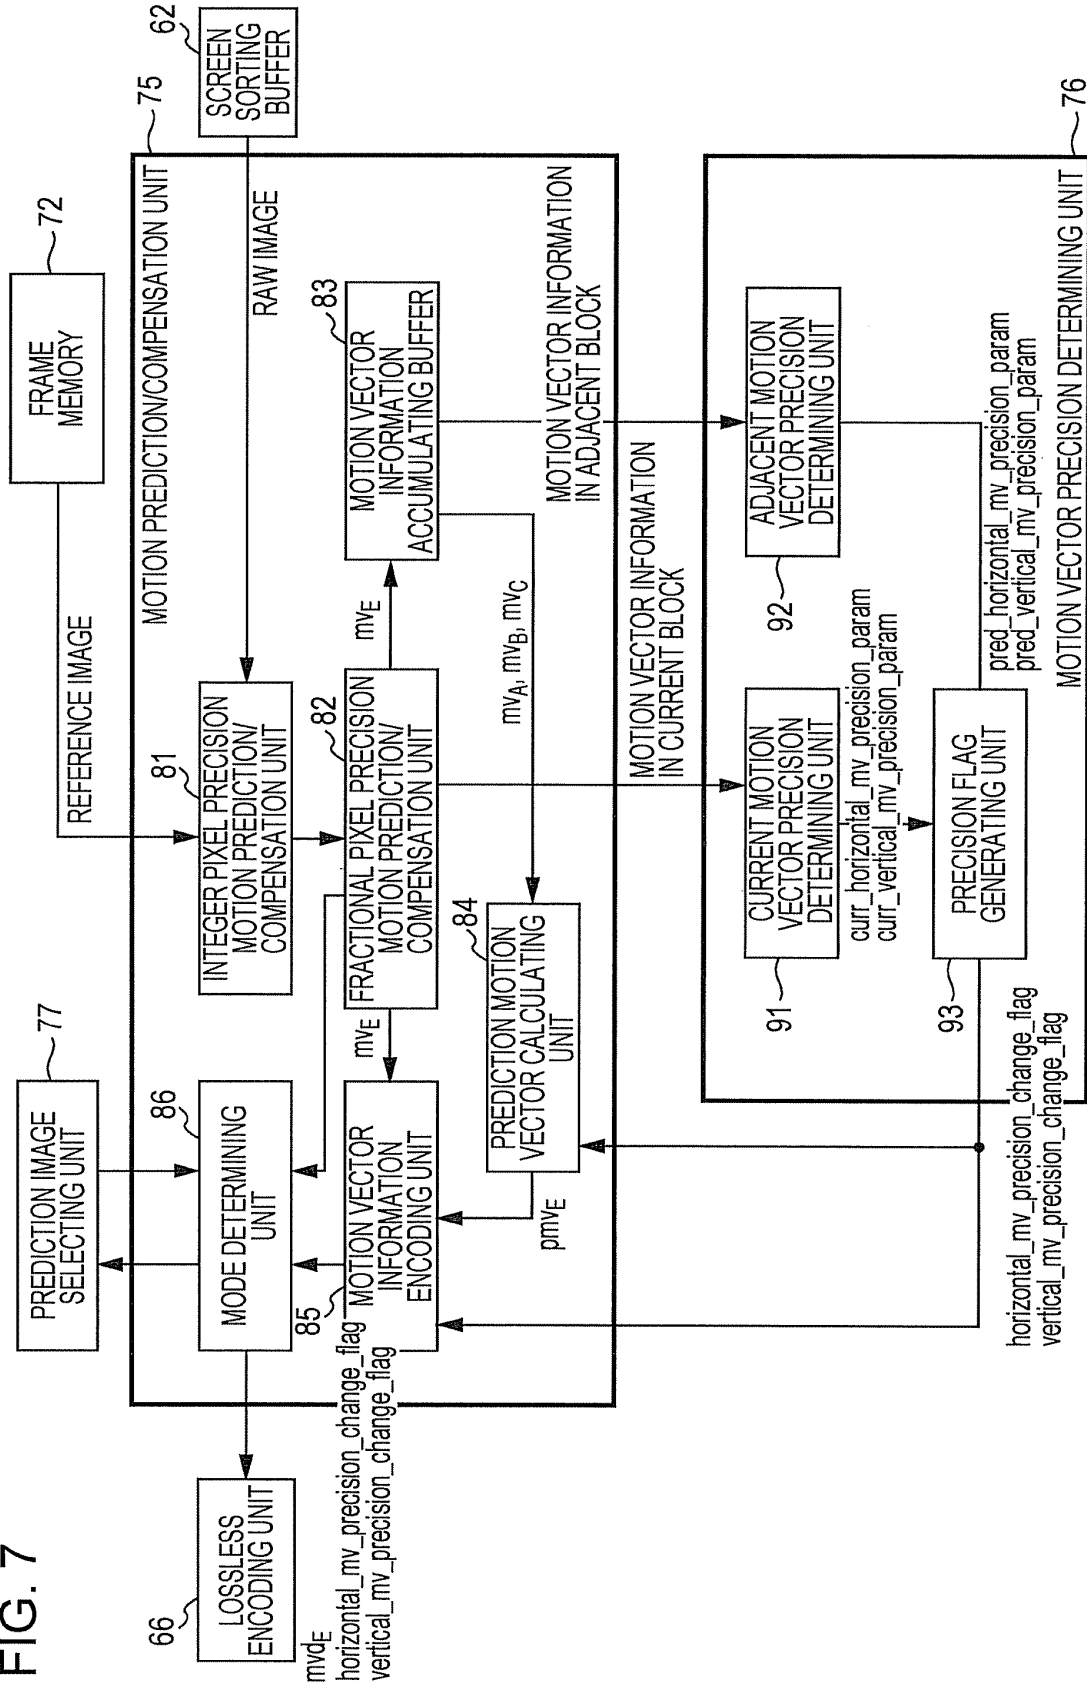 FIG. 7
FRAME
MEMORY
72
REFERENCE IMAGE
PREDICTION IMAGE
SELECTING UNIT
77
MOTION PREDICTION/COMPENSATION UNIT
75
SCREEN
SORTING
BUFFER
62
RAW IMAGE
LOSSLESS
ENCODING UNIT
66
mvdE
horizontal_mv_precision_change_flag
vertical_mv_precision_change_flag
MODE DETERMINING
UNIT
86
INTEGER PIXEL PRECISION
MOTION PREDICTION/
COMPENSATION UNIT
81
horizontal_mv_precision_change_flag
vertical_mv_precision_change_flag
MOTION VECTOR
INFORMATION
ENCODING UNIT
85
mvE
FRACTIONAL PIXEL PRECISION
MOTION PREDICTION/
COMPENSATION UNIT
82
mvE
MOTION VECTOR
INFORMATION
ACCUMULATING BUFFER
83
pmvE
PREDICTION MOTION
VECTOR CALCULATING
UNIT
84
mvA, mvB, mvC
MOTION VECTOR INFORMATION
IN ADJACENT BLOCK
MOTION VECTOR INFORMATION
IN CURRENT BLOCK
CURRENT MOTION
VECTOR PRECISION
DETERMINING UNIT
91
ADJACENT MOTION
VECTOR PRECISION
DETERMINING UNIT
92
curr_horizontal_mv_precision_param
curr_vertical_mv_precision_param
PRECISION FLAG
GENERATING UNIT
93
pred_horizontal_mv_precision_param
pred_vertical_mv_precision_param
horizontal_mv_precision_change_flag
vertical_mv_precision_change_flag
MOTION VECTOR PRECISION DETERMINING UNIT
76